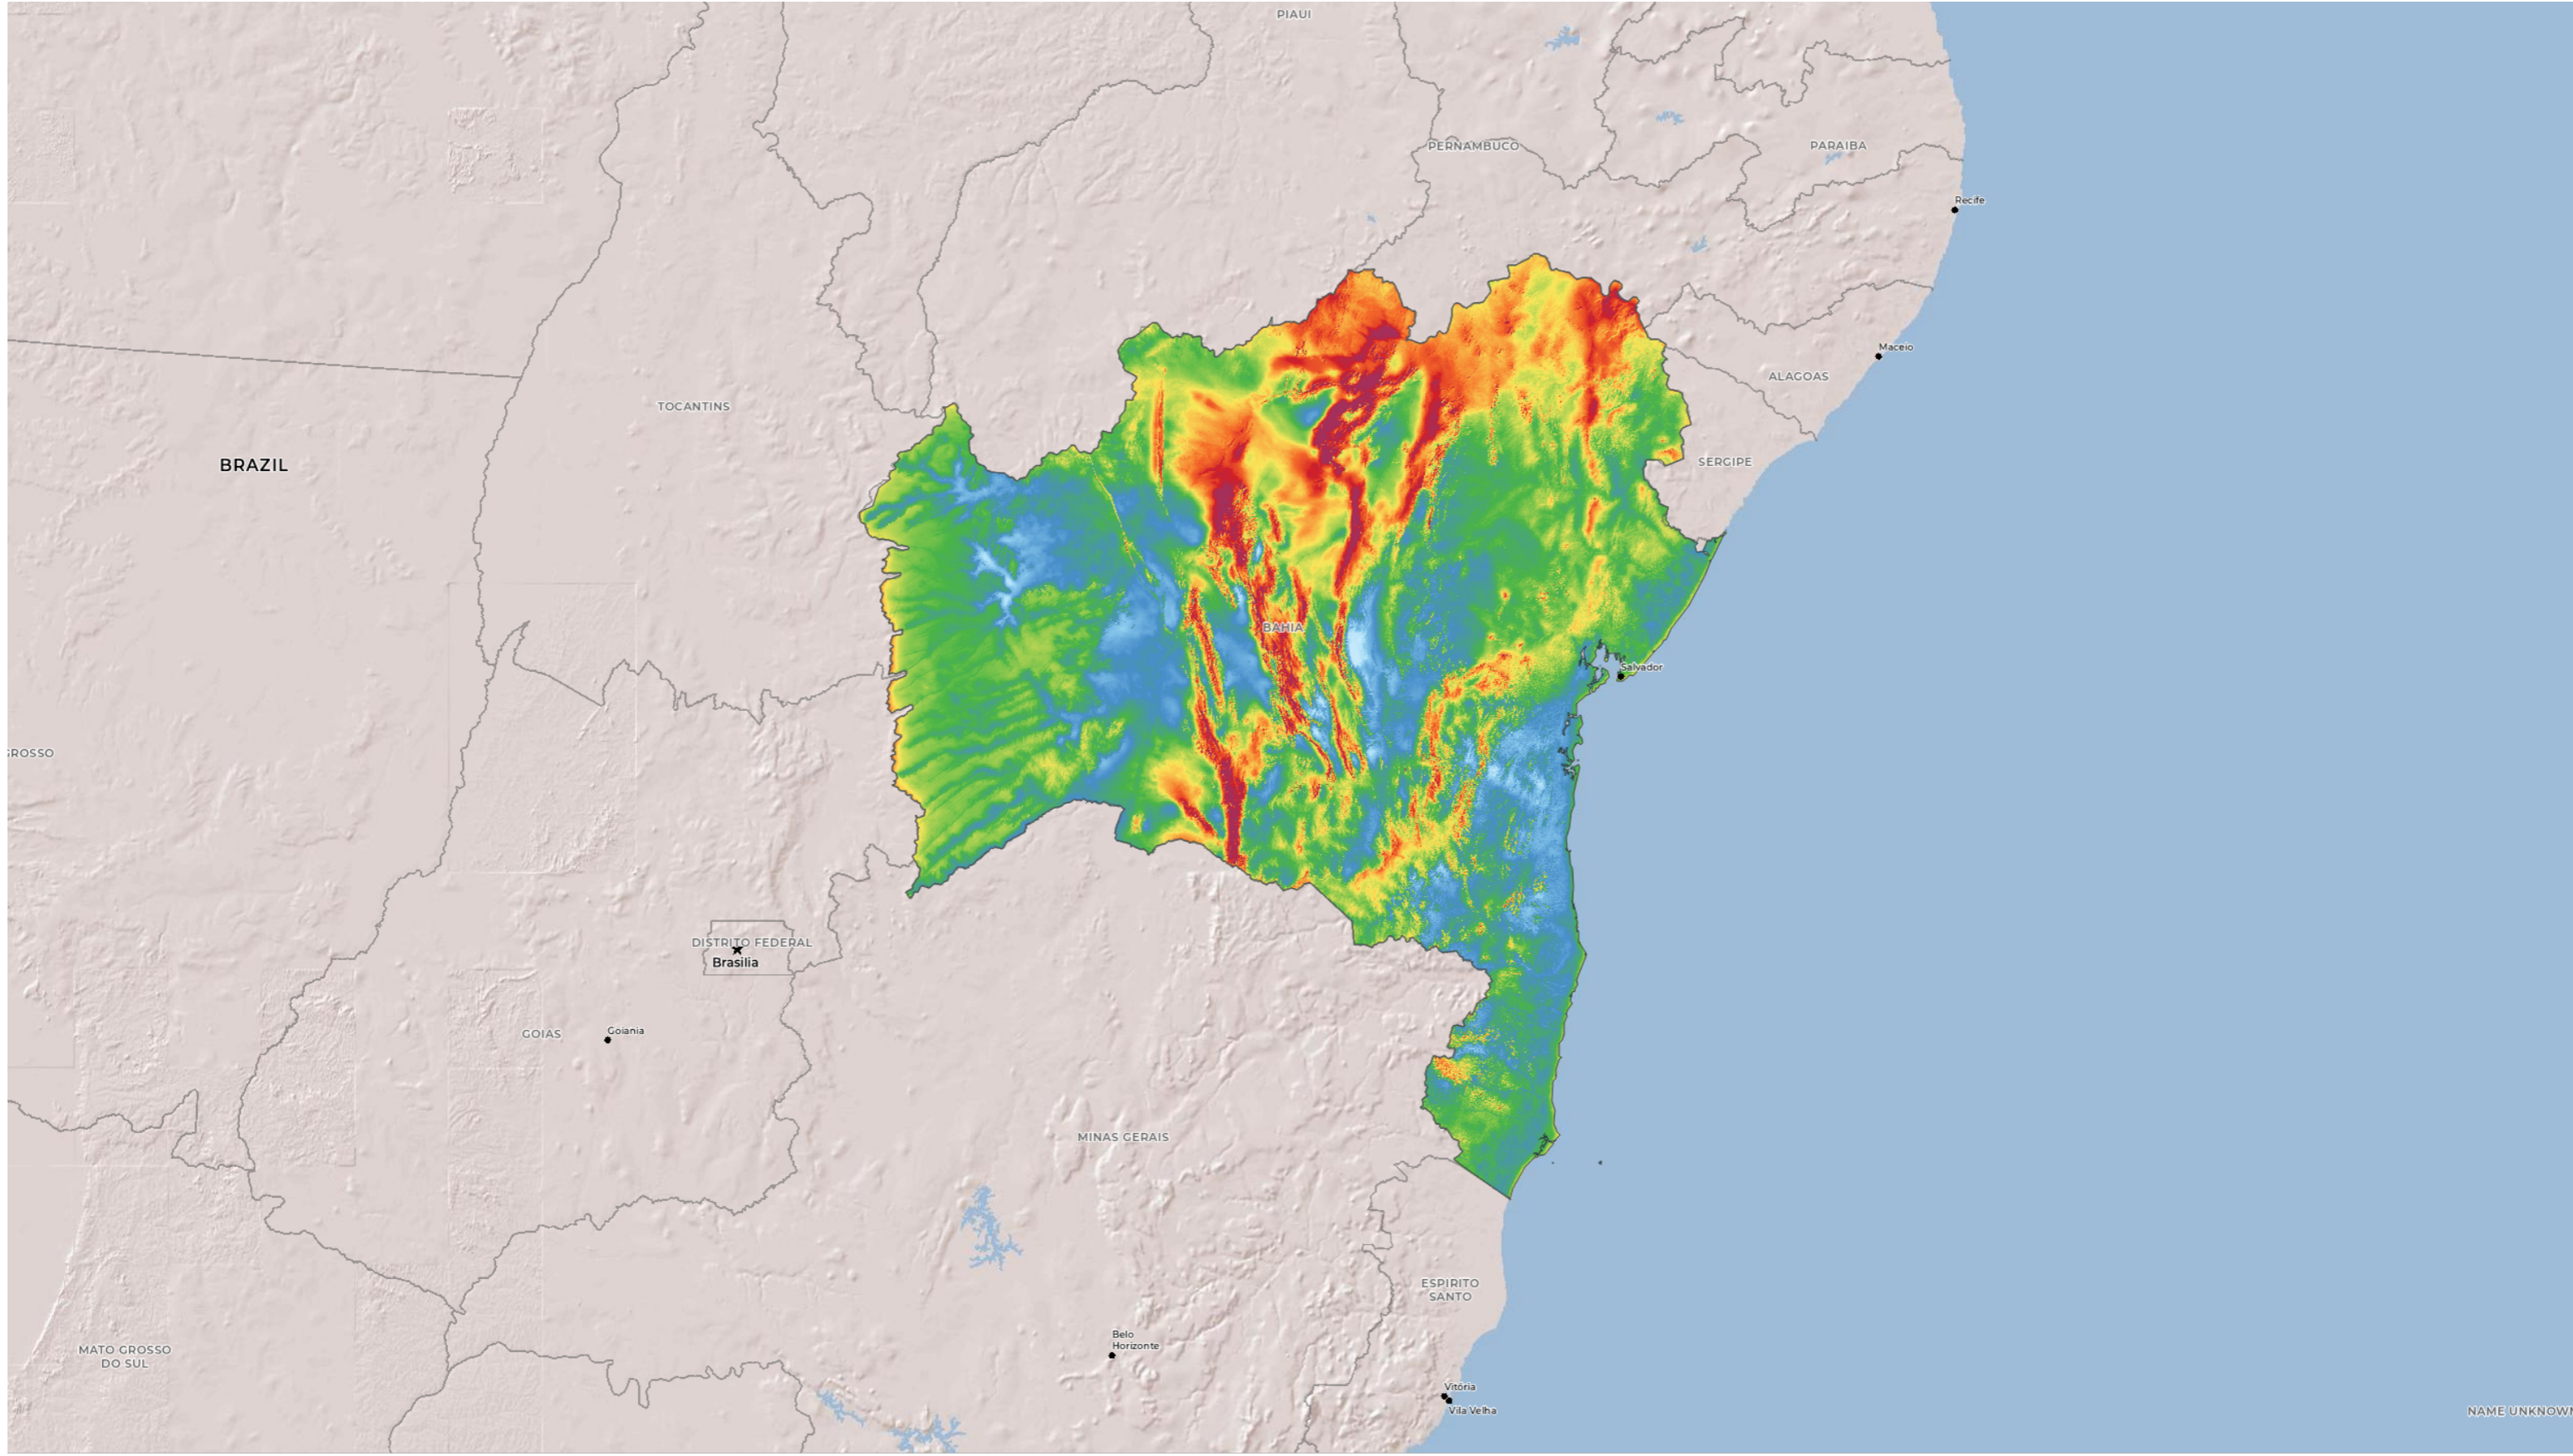 PIAUI
PERNAMBUCO
PARAIBA
Recife
Maceio
ALAGOAS
TOCANTINS
BRAZIL
SERGIPE
BAHIA
Salvador
GROSSO
DISTRITO FEDERAL
Brasilia
GOIAS
Goiania
MINAS GERAIS
ESPIRITO
SANTO
Belo
Horizonte
MATO GROSSO
DO SUL
Vitória
Vila Velha
NAME UNKNOWN